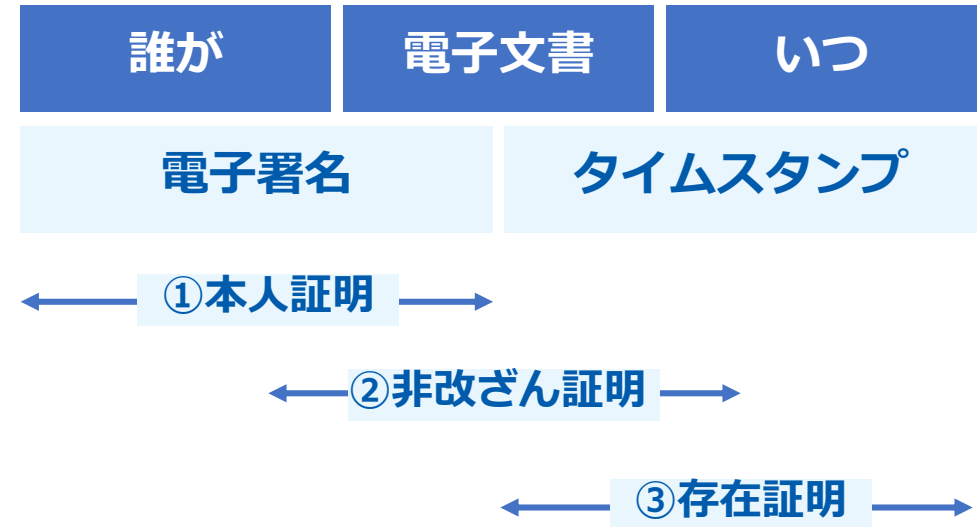 誰が 電子文書 いつ
電子署名 タイムスタンプ
①本人証明
②非改ざん証明
③存在証明